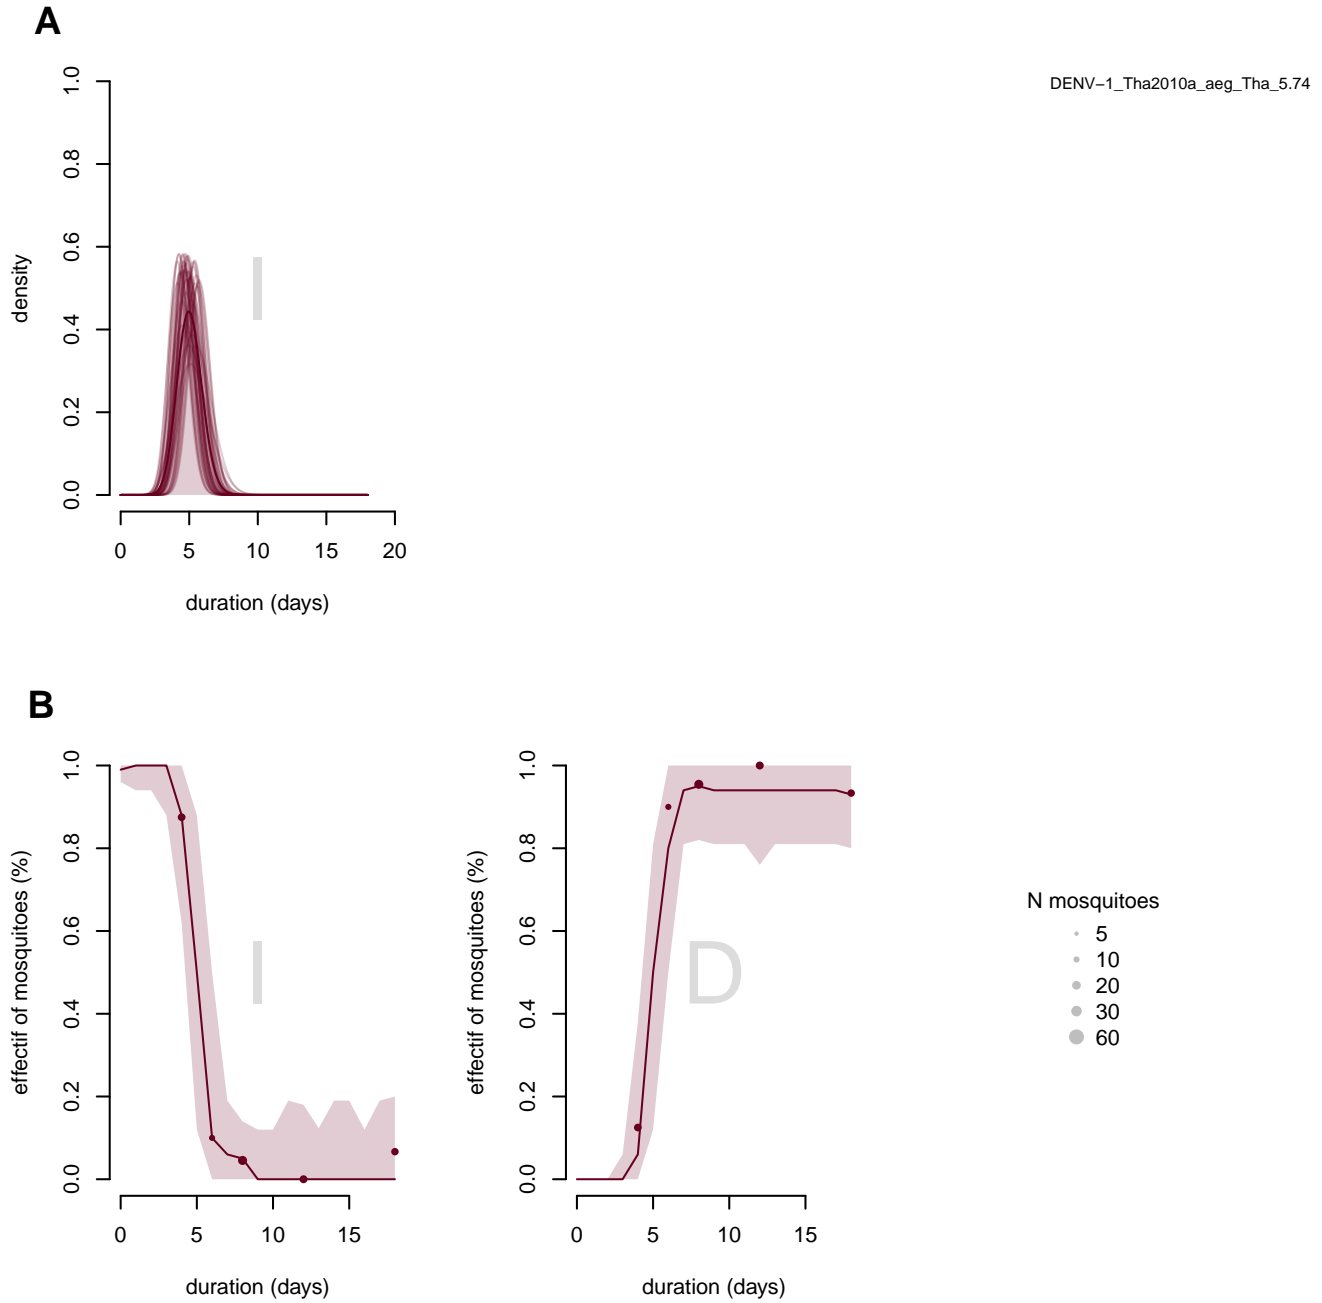 A
DENV−1_Tha2010a_aeg_Tha_5.74
density
1.0
0.8
0.6
0.4
0.2
0.0
I
0 5 10 15 20
duration (days)
B
effectif of mosquitoes (%)
1.0
0.8
0.6
0.4
0.2
0.0
I
0 5 10 15
duration (days)
effectif of mosquitoes (%)
1.0
0.8
0.6
0.4
0.2
0.0
D
0 5 10 15
duration (days)
N mosquitoes
5
10
20
30
60